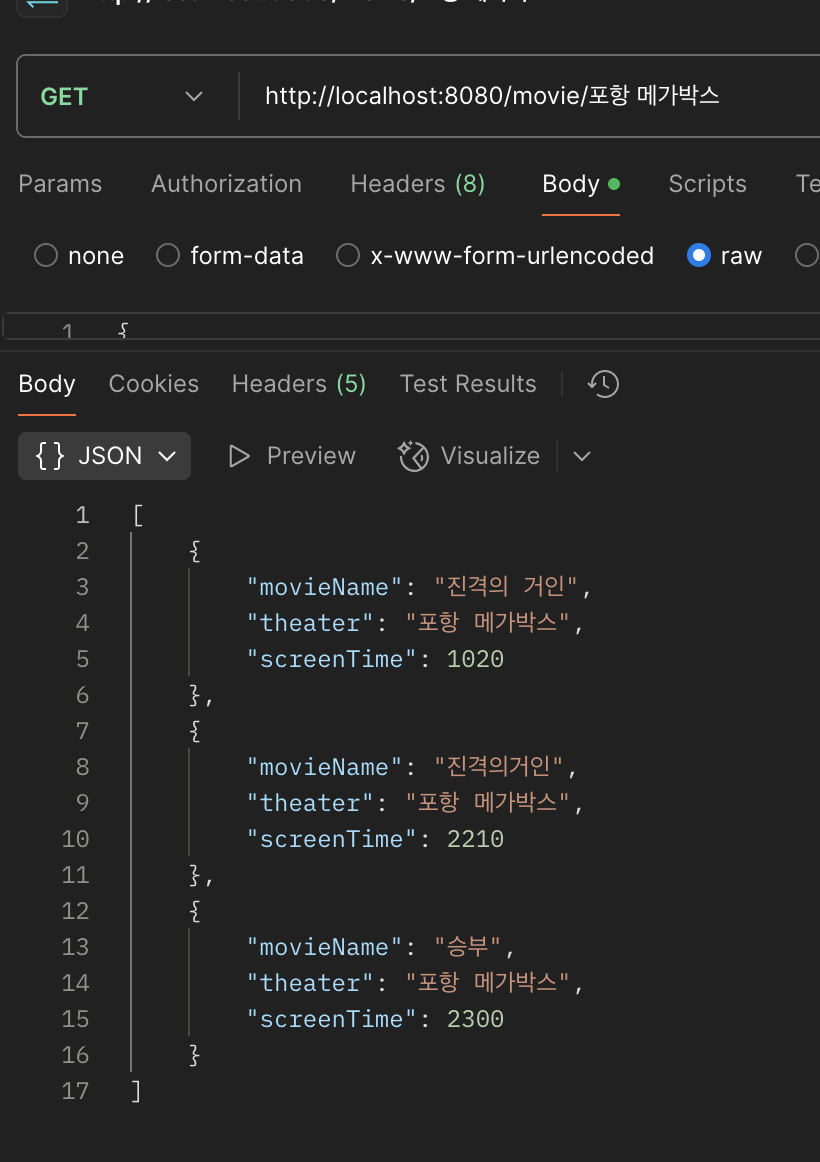 GET http://localhost:8080/movie/포항 메가박스
Params Authorization Headers (8) Body Scripts
none form-data x-www-form-urlencoded raw
1 {
Body Cookies Headers (5) Test Results
{ } JSON Preview Visualize
1 [
2 {
3 "movieName": "진격의 거인",
4 "theater": "포항 메가박스",
5 "screenTime": 1020
6 },
7 {
8 "movieName": "진격의거인",
9 "theater": "포항 메가박스",
10 "screenTime": 2210
11 },
12 {
13 "movieName": "승부",
14 "theater": "포항 메가박스",
15 "screenTime": 2300
16 }
17 ]